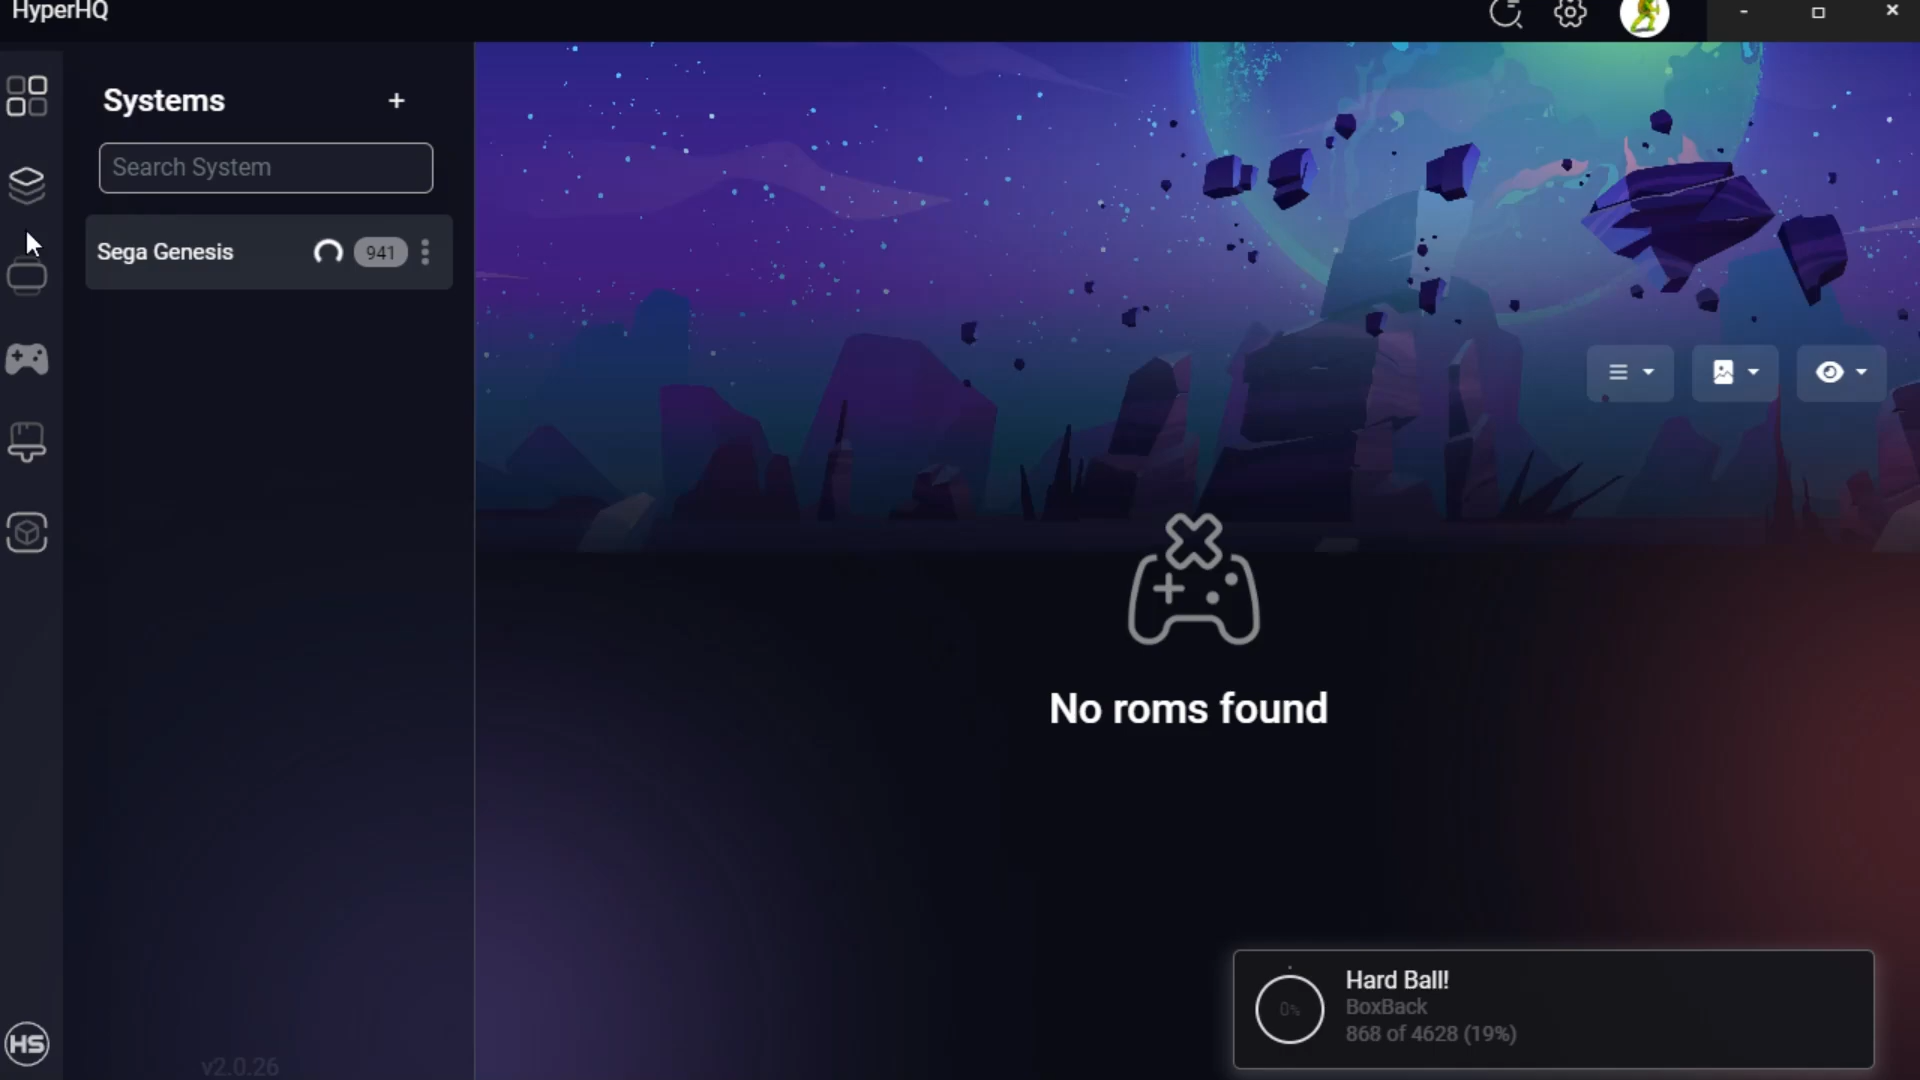 HyperHQ
Systems
+
Search System
Sega Genesis 941
No roms found
Hard Ball!
0%
BoxBack
868 of 4628 (19%)
HS
v2.0.26